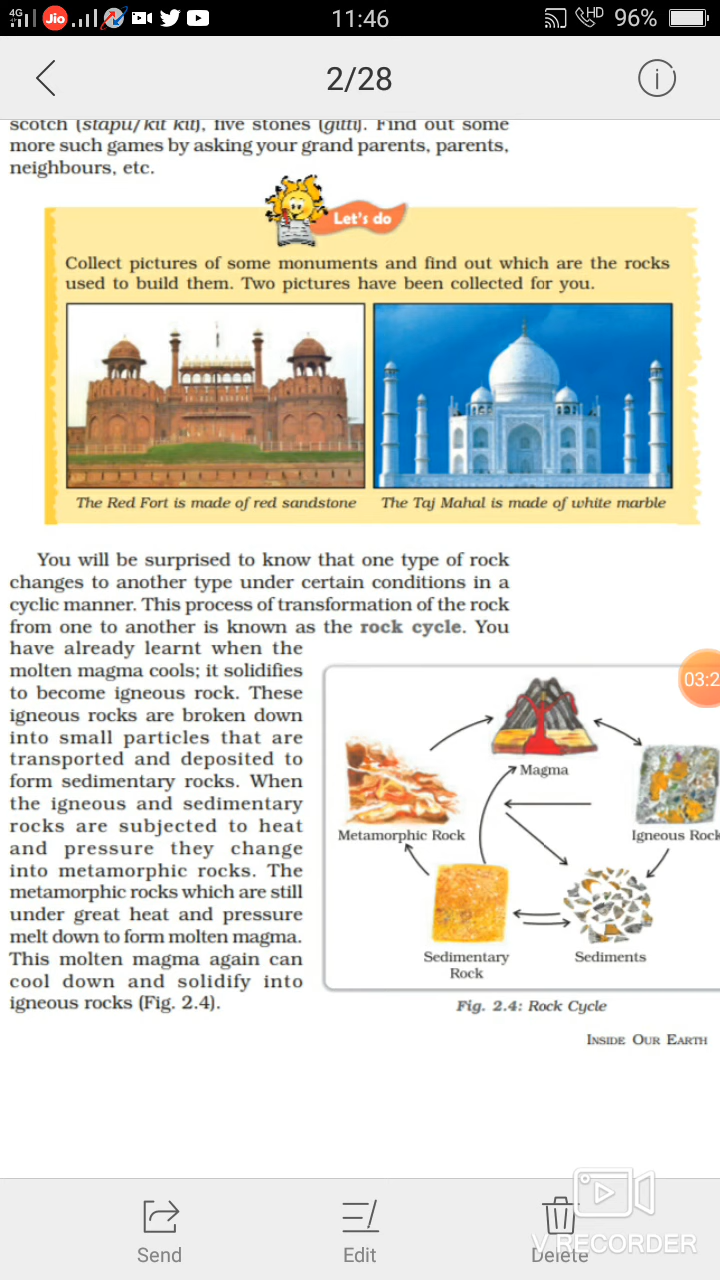 4G Jio 11:46 HD 96%
2/28
scotch (stapu/kit kit), five stones (gitti). Find out some
more such games by asking your grand parents, parents,
neighbours, etc.
Let's do
Collect pictures of some monuments and find out which are the rocks
used to build them. Two pictures have been collected for you.
The Red Fort is made of red sandstone
The Taj Mahal is made of white marble
You will be surprised to know that one type of rock
changes to another type under certain conditions in a
cyclic manner. This process of transformation of the rock
from one to another is known as the rock cycle. You
have already learnt when the
molten magma cools; it solidifies
to become igneous rock. These
igneous rocks are broken down
into small particles that are
transported and deposited to
form sedimentary rocks. When
the igneous and sedimentary
rocks are subjected to heat
and pressure they change
into metamorphic rocks. The
metamorphic rocks which are still
under great heat and pressure
melt down to form molten magma.
This molten magma again can
cool down and solidify into
igneous rocks (Fig. 2.4).
03:2
Magma
Metamorphic Rock
Igneous Rock
Sedimentary
Rock
Sediments
Fig. 2.4: Rock Cycle
INSIDE OUR EARTH
Send
Edit
Delete
V RECORDER